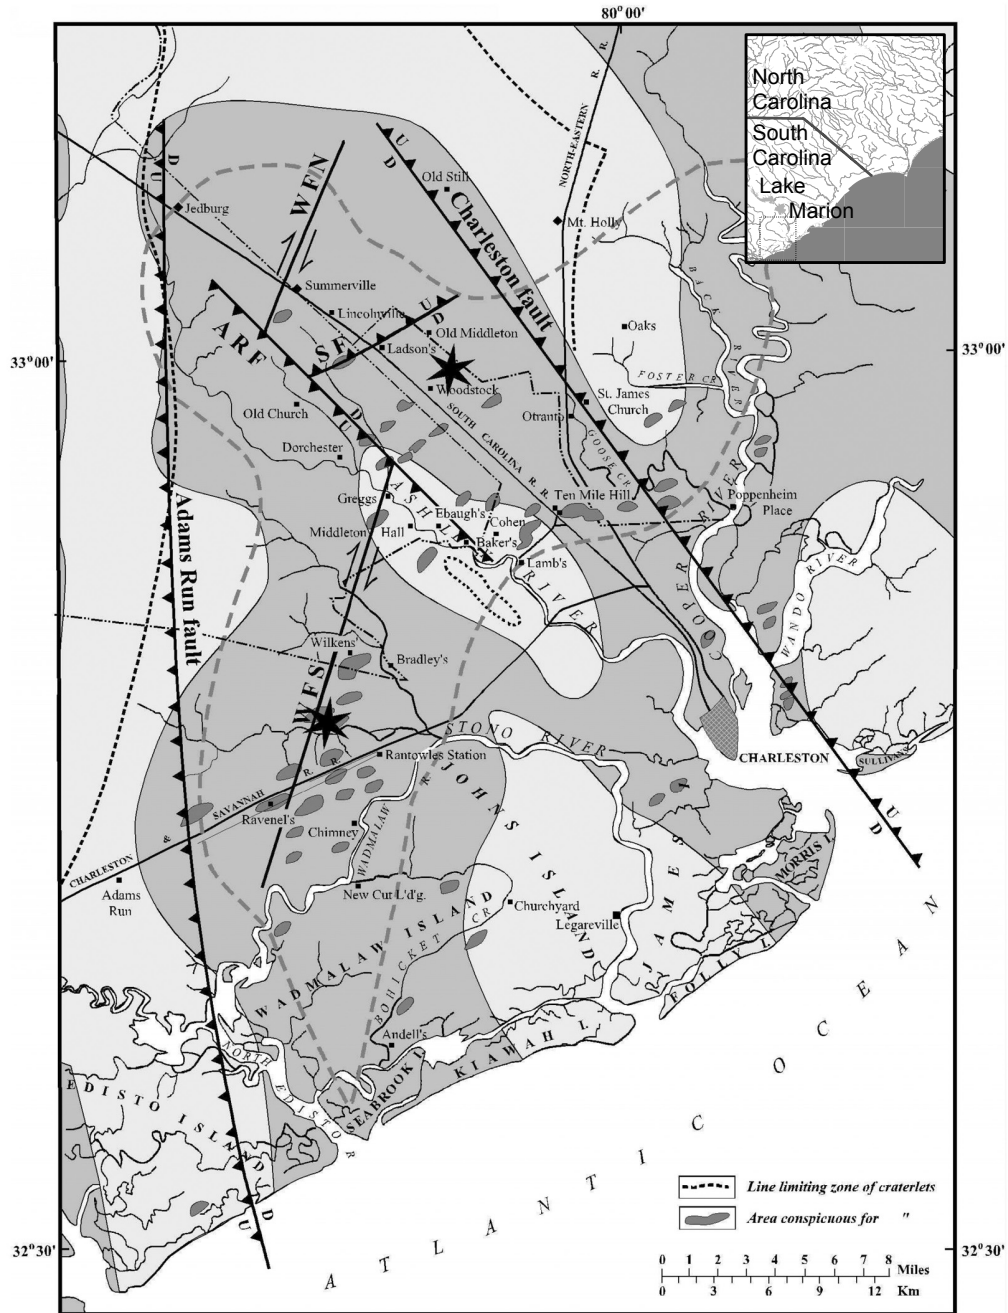 80°00'
North
Carolina
South
Carolina
Lake
Marion
NORTH-EASTERN R. R.
WFN
U
D
Old Still
Charleston fault
D
U
Jedburg
Mt. Holly
BACK RIVER
Summerville
Lincolnville
U
D
Old Middleton
Oaks
ARF
SF
Ladson's
33°00'
33°00'
FOSTER CR.
Woodstock
St. James
Church
Old Church
D
U
SOUTH CAROLINA R. R.
Otranto
GOOSE CR.
Dorchester
Greggs
ASHLEY RIVER
Ten Mile Hill
Poppenheim
Place
Ebaugh's
Cohen
Middleton Hall
Baker's
Lamb's
COOPER RIVER
WANDO RIVER
Adams Run fault
Wilkens'
Bradley's
WFS
STONO RIVER
Rantowles Station
CHARLESTON
SULLIVANS
CHARLESTON & SAVANNAH R. R.
Ravenel's
Chimney
WADMALAW R.
JOHNS ISLAND
JAMES I.
U
D
MORRIS I.
Adams
Run
New Cut L'd'g.
Churchyard
Legareville
WADMALAW ISLAND
BOHICKET CR
FOLLY I.
Andell's
KIAWAH I.
SEABROOK I.
NORTH EDISTO R
EDISTO ISLAND
D
U
ATLANTIC OCEAN
Line limiting zone of craterlets
Area conspicuous for "
32°30'
32°30'
0 1 2 3 4 5 6 7 8
Miles
0 3 6 9 12 Km